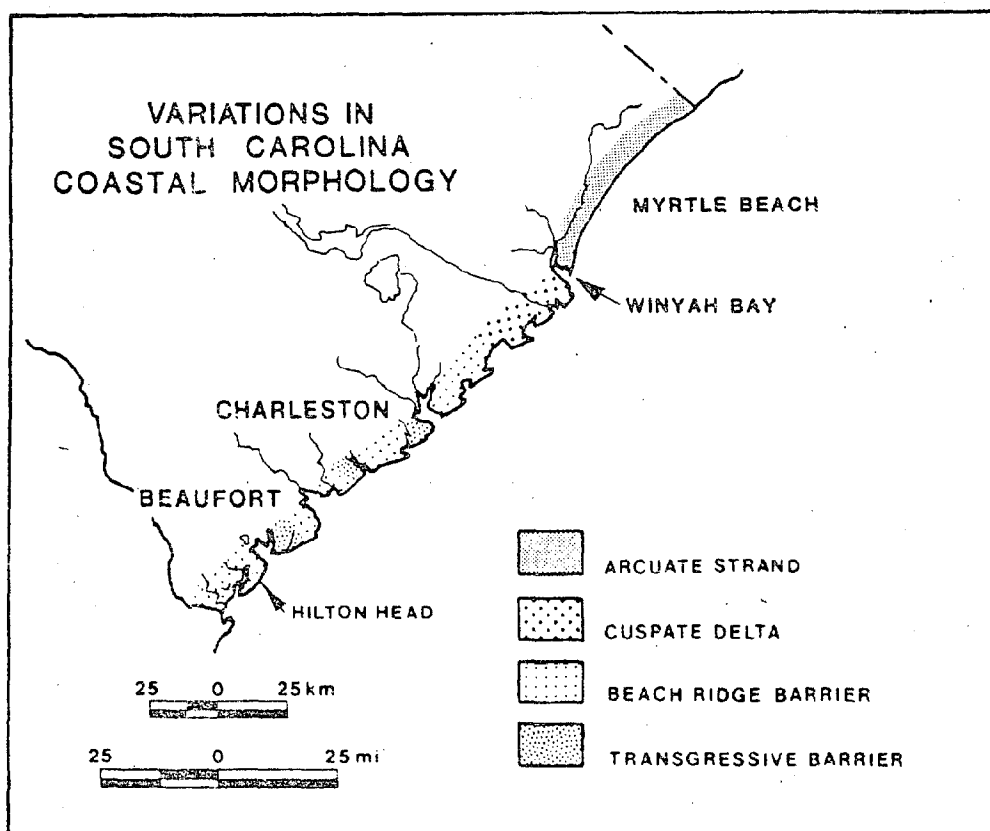 VARIATIONS IN
SOUTH CAROLINA
COASTAL MORPHOLOGY
MYRTLE BEACH
WINYAH BAY
CHARLESTON
BEAUFORT
HILTON HEAD
ARCUATE STRAND
CUSPATE DELTA
BEACH RIDGE BARRIER
TRANSGRESSIVE BARRIER
25 0 25 km
25 0 25 mi